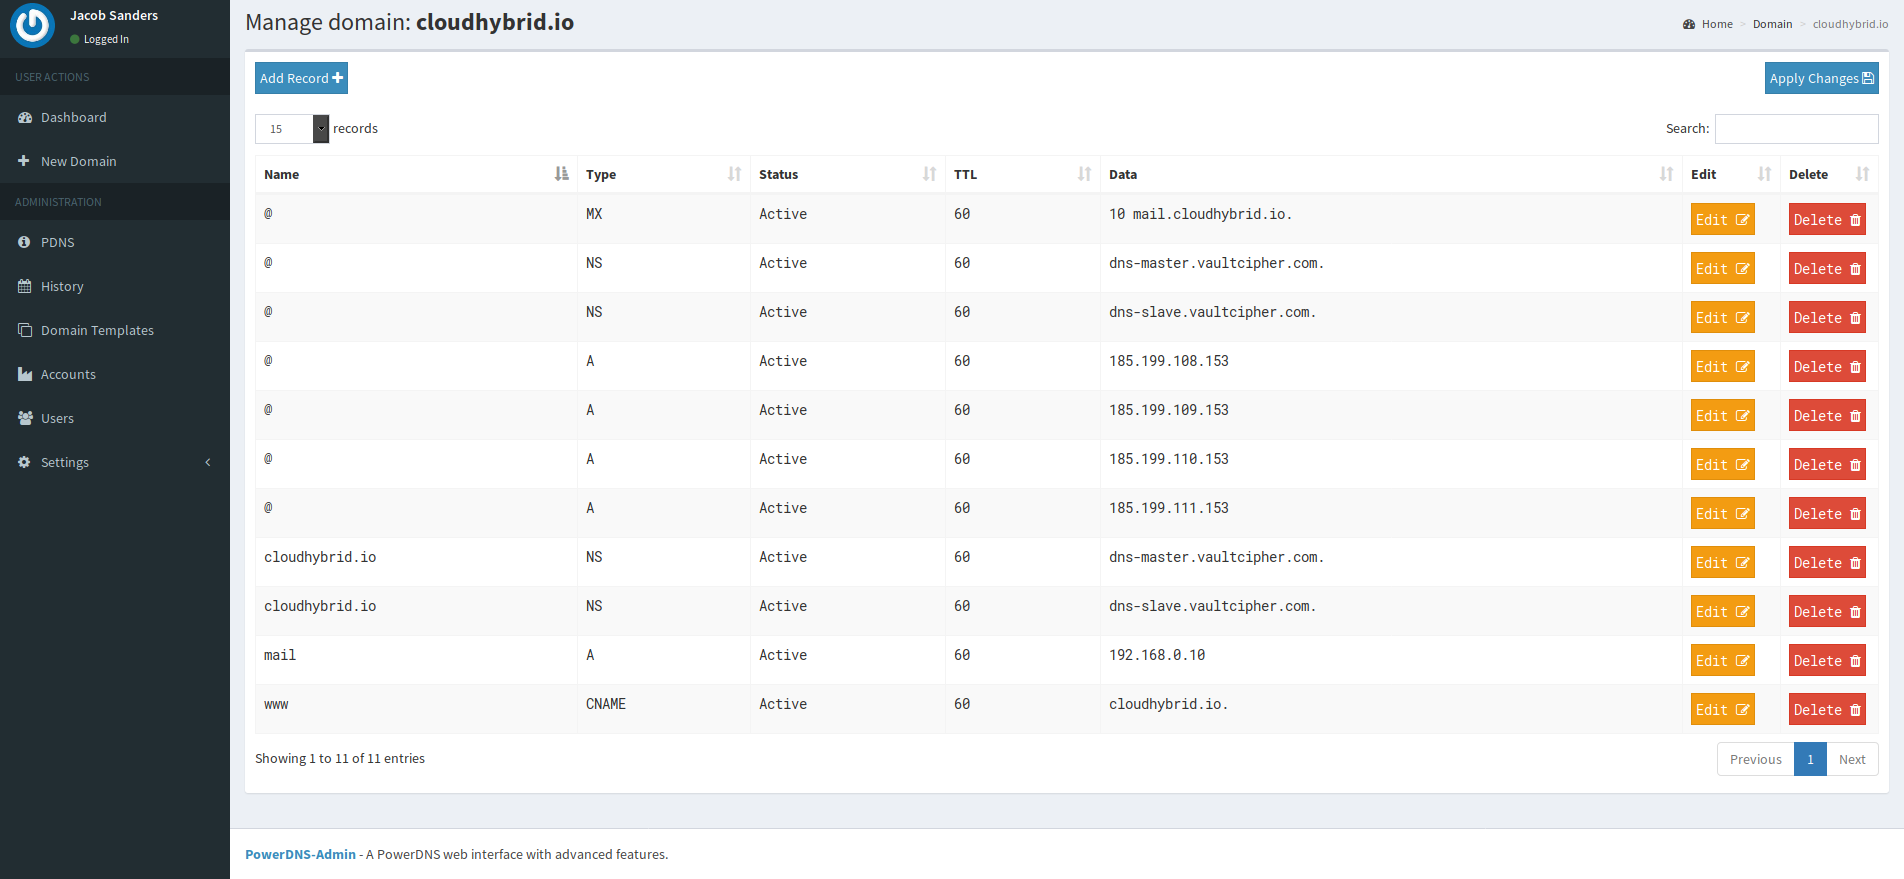 Jacob Sanders
Logged In
USER ACTIONS
Dashboard
New Domain
ADMINISTRATION
PDNS
History
Domain Templates
Accounts
Users
Settings
Manage domain: cloudhybrid.io
Home > Domain > cloudhybrid.io
Add Record
Apply Changes
15 records
Search:
Name Type Status TTL Data Edit Delete
@ MX Active 60 10 mail.cloudhybrid.io. Edit Delete
@ NS Active 60 dns-master.vaultcipher.com. Edit Delete
@ NS Active 60 dns-slave.vaultcipher.com. Edit Delete
@ A Active 60 185.199.108.153 Edit Delete
@ A Active 60 185.199.109.153 Edit Delete
@ A Active 60 185.199.110.153 Edit Delete
@ A Active 60 185.199.111.153 Edit Delete
cloudhybrid.io NS Active 60 dns-master.vaultcipher.com. Edit Delete
cloudhybrid.io NS Active 60 dns-slave.vaultcipher.com. Edit Delete
mail A Active 60 192.168.0.10 Edit Delete
www CNAME Active 60 cloudhybrid.io. Edit Delete
Showing 1 to 11 of 11 entries
Previous 1 Next
PowerDNS-Admin - A PowerDNS web interface with advanced features.